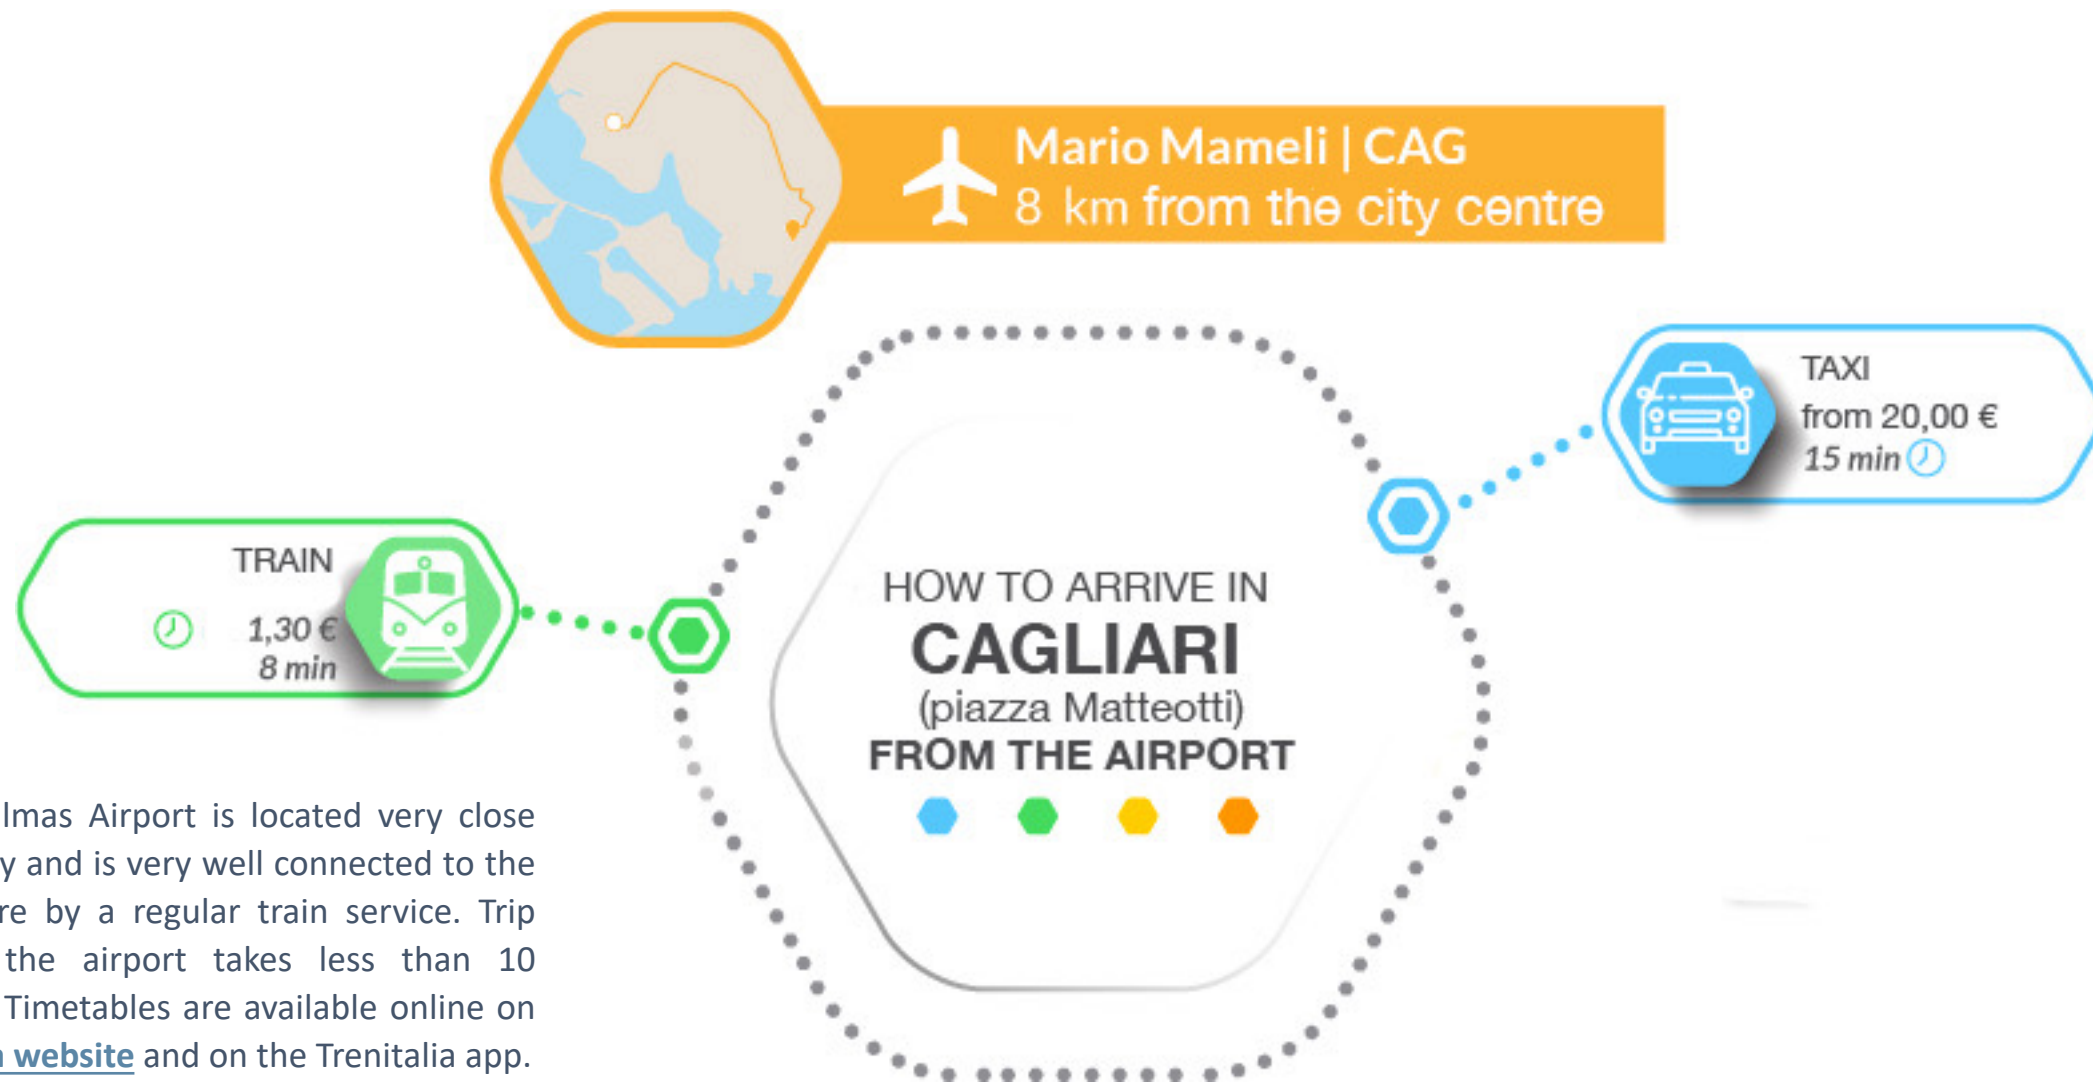 Mario Mameli | CAG
8 km from the city centre
TAXI
from 20,00 €
15 min
TRAIN
1,30 €
8 min
HOW TO ARRIVE IN
CAGLIARI
(piazza Matteotti)
FROM THE AIRPORT
lmas Airport is located very close
y and is very well connected to the
re by a regular train service. Trip
the airport takes less than 10
Timetables are available online on
website and on the Trenitalia app.